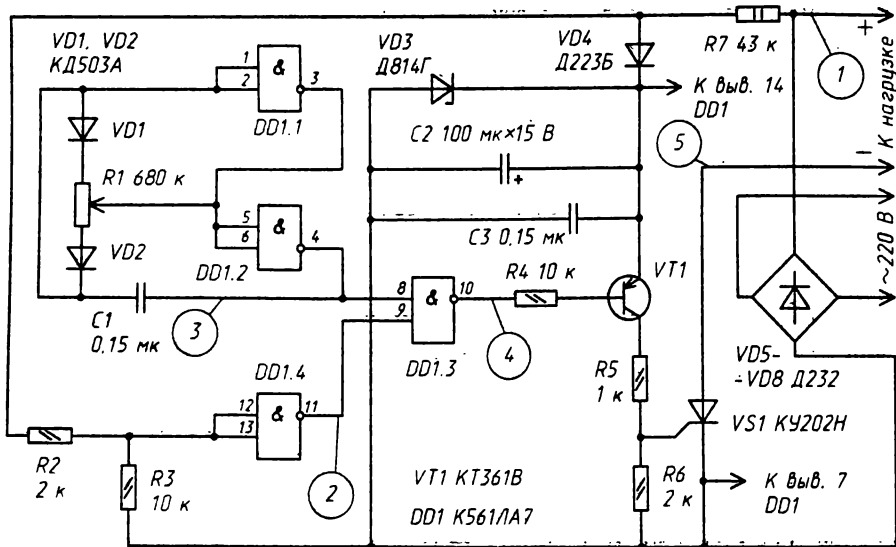 VD1, VD2
КД503А
1
2
&
3
DD1.1
VD3
Д814Г
VD4
Д223Б
R7 43 к
+
1
К нагрузке
К выв. 14
DD1
5
−
~220 В
VD1
R1 680 к
VD2
5
6
&
4
DD1.2
C2 100 мк×15 В
+
C3 0,15 мк
VT1
R4 10 к
C1
0,15 мк
3
8
9
&
10
DD1.3
4
VD5-
-VD8 Д232
R5
1 к
VS1 КУ202Н
DD1.4
12
13
&
11
2
R2
2 к
R3
10 к
VT1 КТ361В
DD1 К561ЛА7
R6
2 к
К выв. 7
DD1